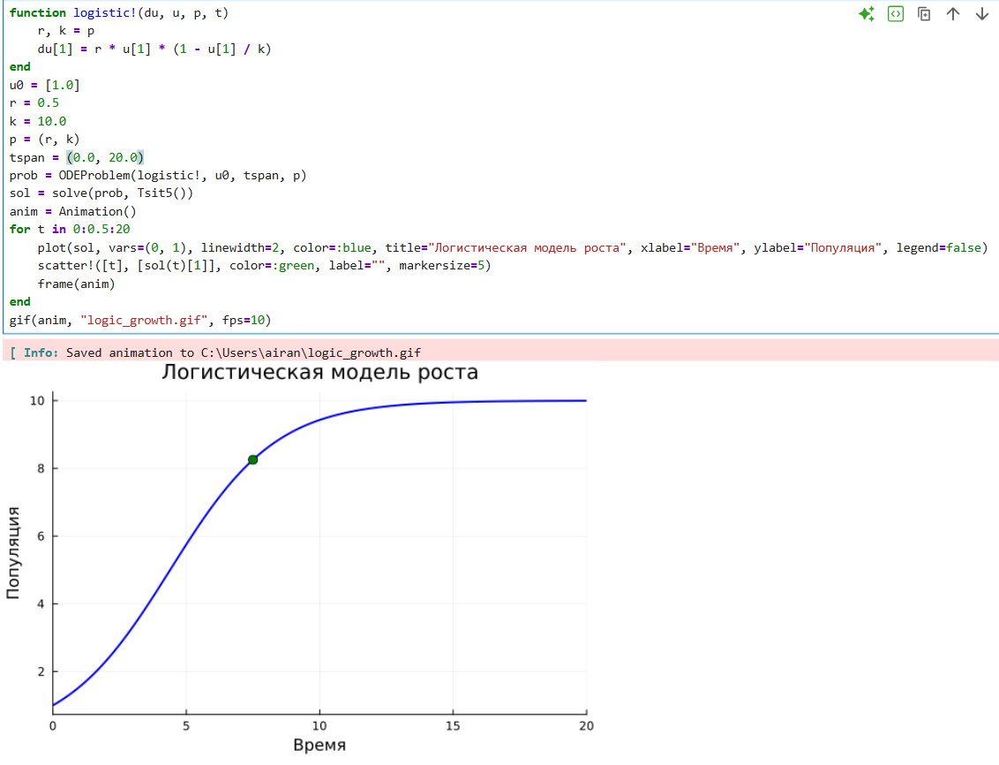 function logistic!(du, u, p, t)
    r, k = p
    du[1] = r * u[1] * (1 - u[1] / k)
end
u0 = [1.0]
r = 0.5
k = 10.0
p = (r, k)
tspan = (0.0, 20.0)
prob = ODEProblem(logistic!, u0, tspan, p)
sol = solve(prob, Tsit5())
anim = Animation()
for t in 0:0.5:20
    plot(sol, vars=(0, 1), linewidth=2, color=:blue, title="Логистическая модель роста", xlabel="Время", ylabel="Популяция", legend=false)
    scatter!([t], [sol(t)[1]], color=:green, label="", markersize=5)
    frame(anim)
end
gif(anim, "logic_growth.gif", fps=10)
[ Info: Saved animation to C:\Users\airan\logic_growth.gif
Логистическая модель роста
10
8
6
4
2
Популяция
0 5 10 15 20
Время